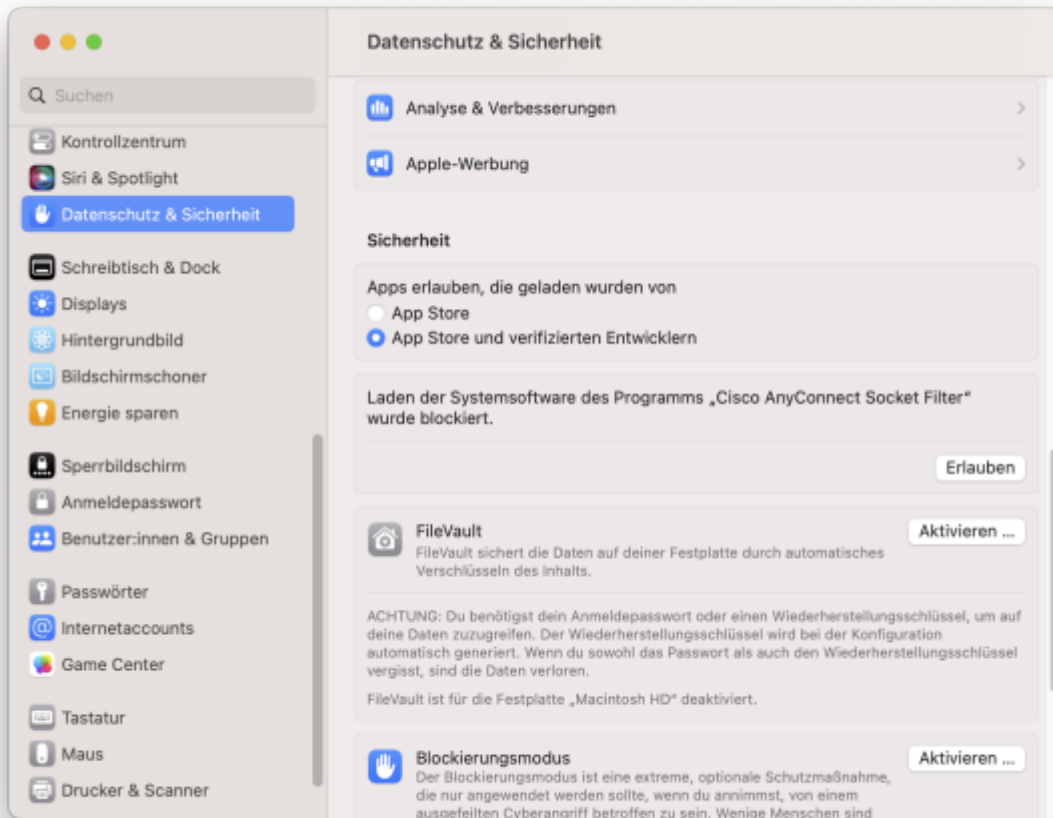 Suchen
Kontrollzentrum
Siri & Spotlight
Datenschutz & Sicherheit
Schreibtisch & Dock
Displays
Hintergrundbild
Bildschirmschoner
Energie sparen
Sperrbildschirm
Anmeldepasswort
Benutzer:innen & Gruppen
Passwörter
Internetaccounts
Game Center
Tastatur
Maus
Drucker & Scanner
Datenschutz & Sicherheit
Analyse & Verbesserungen
Apple-Werbung
Sicherheit
Apps erlauben, die geladen wurden von
App Store
App Store und verifizierten Entwicklern
Laden der Systemsoftware des Programms „Cisco AnyConnect Socket Filter“
wurde blockiert.
Erlauben
FileVault
Aktivieren ...
FileVault sichert die Daten auf deiner Festplatte durch automatisches
Verschlüsseln des Inhalts.
ACHTUNG: Du benötigst dein Anmeldepasswort oder einen Wiederherstellungsschlüssel, um auf
deine Daten zuzugreifen. Der Wiederherstellungsschlüssel wird bei der Konfiguration
automatisch generiert. Wenn du sowohl das Passwort als auch den Wiederherstellungsschlüssel
vergisst, sind die Daten verloren.
FileVault ist für die Festplatte „Macintosh HD“ deaktiviert.
Blockierungsmodus
Aktivieren ...
Der Blockierungsmodus ist eine extreme, optionale Schutzmaßnahme,
die nur angewendet werden sollte, wenn du annimmst, von einem
ausgefeilten Cyberangriff betroffen zu sein. Wenige Menschen sind